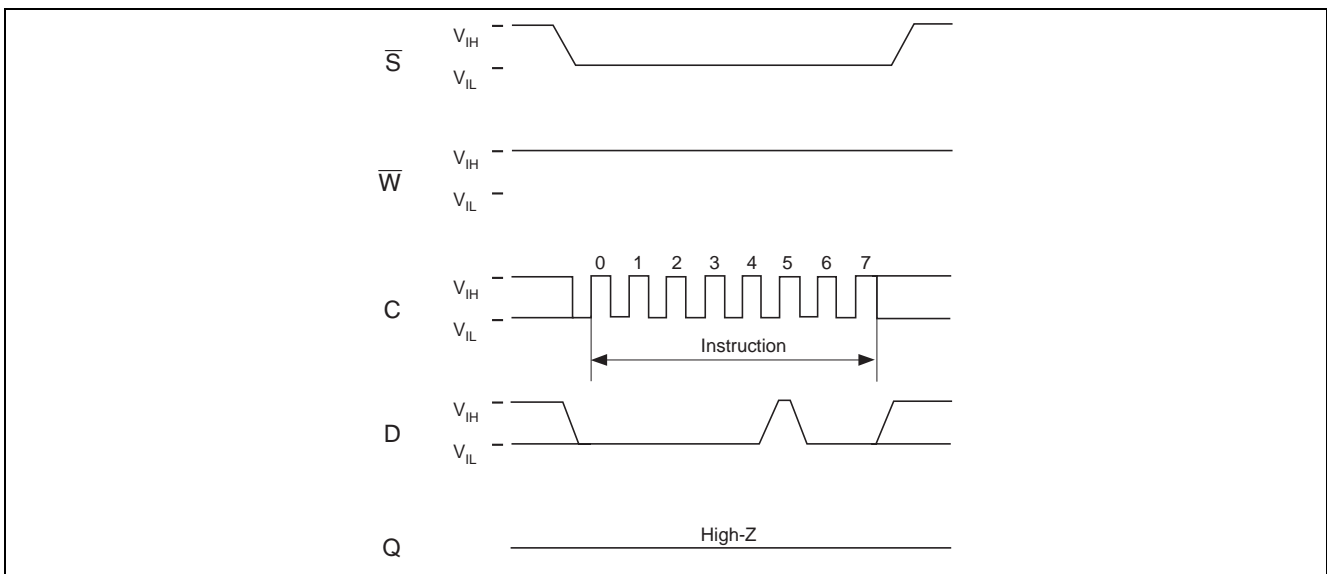 S̅
V_IH
V_IL
W̅
V_IH
V_IL
C
V_IH
V_IL
0 1 2 3 4 5 6 7
Instruction
D
V_IH
V_IL
Q
High-Z